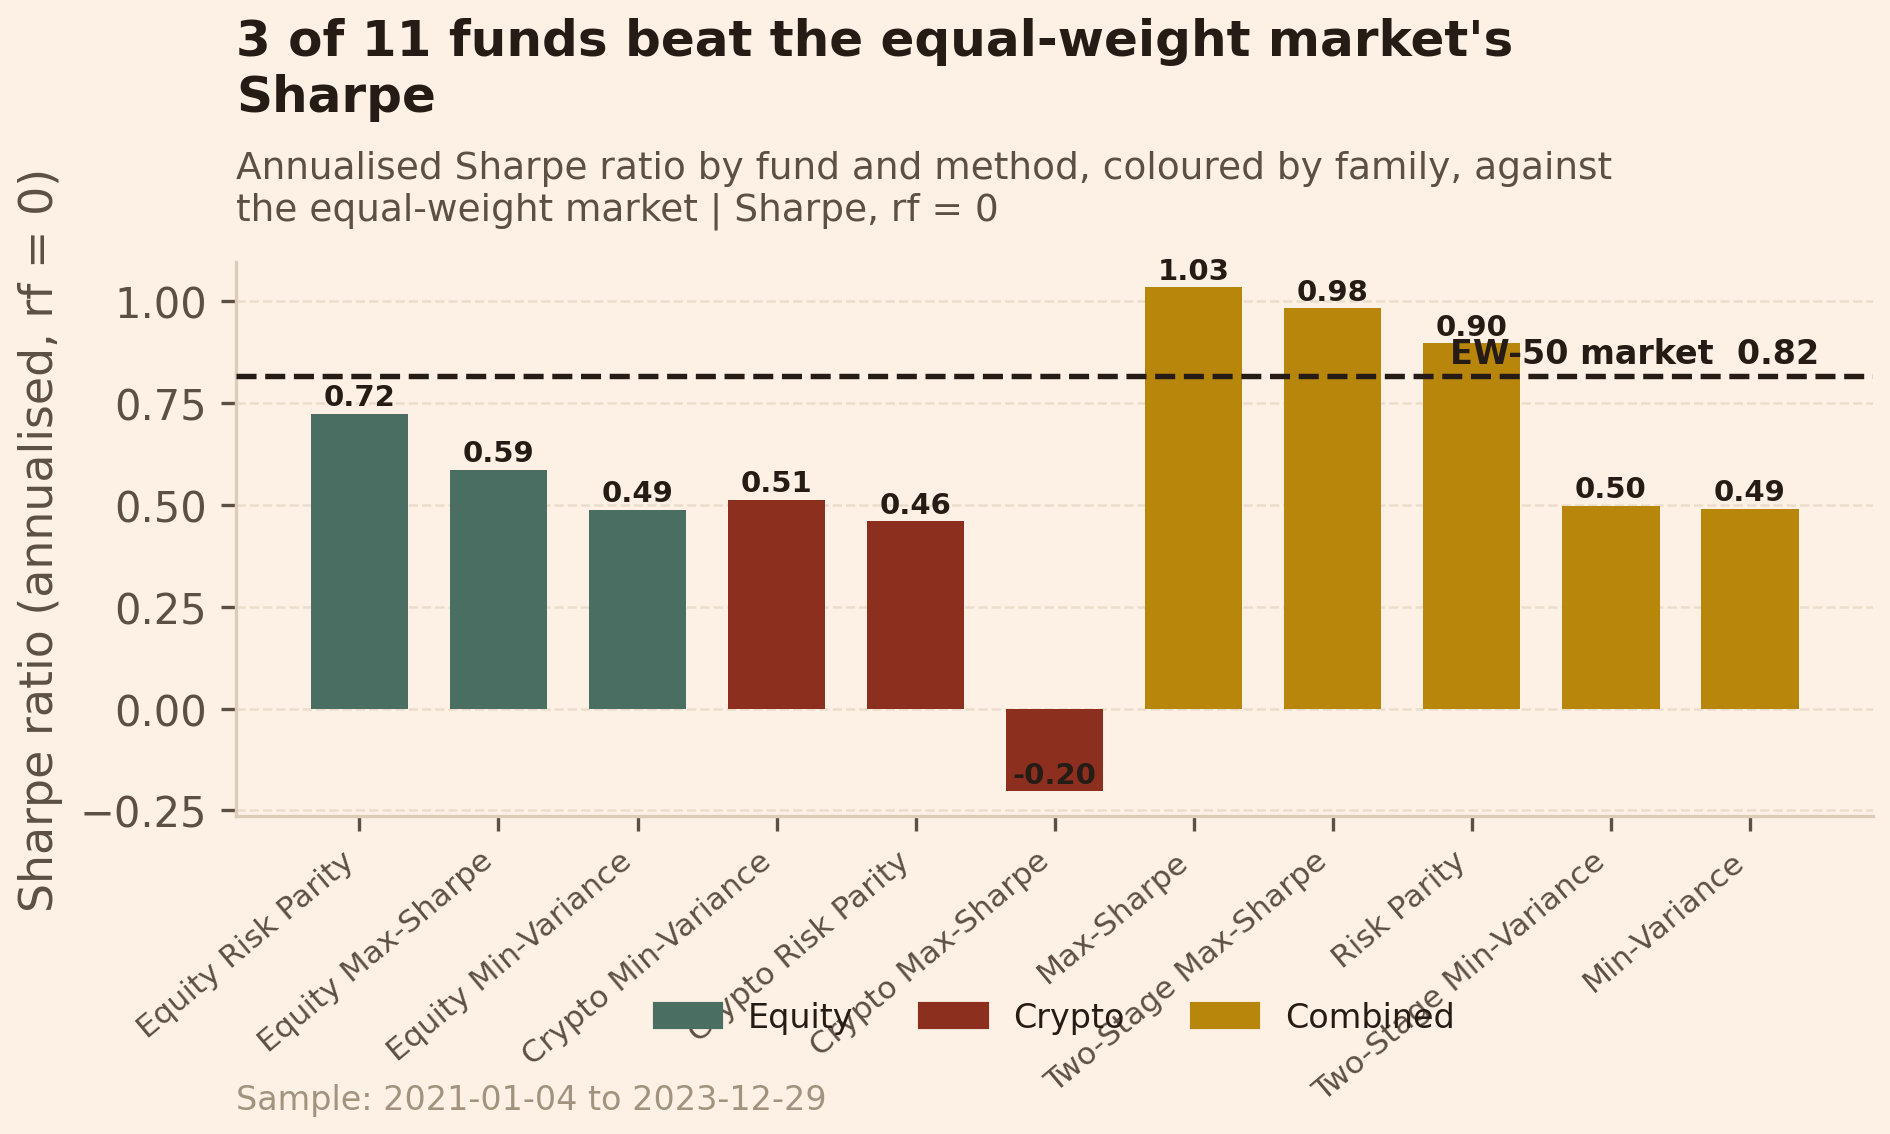 3 of 11 funds beat the equal-weight market's
Sharpe
Annualised Sharpe ratio by fund and method, coloured by family, against
the equal-weight market | Sharpe, rf = 0
Sharpe ratio (annualised, rf = 0)
1.00
0.75
0.50
0.25
0.00
−0.25
0.72
0.59
0.49
0.51
0.46
-0.20
1.03
0.98
0.90
0.50
0.49
EW-50 market  0.82
Equity Risk Parity
Equity Max-Sharpe
Equity Min-Variance
Crypto Min-Variance
Crypto Risk Parity
Crypto Max-Sharpe
Max-Sharpe
Two-Stage Max-Sharpe
Risk Parity
Two-Stage Min-Variance
Min-Variance
Equity
Crypto
Combined
Sample: 2021-01-04 to 2023-12-29